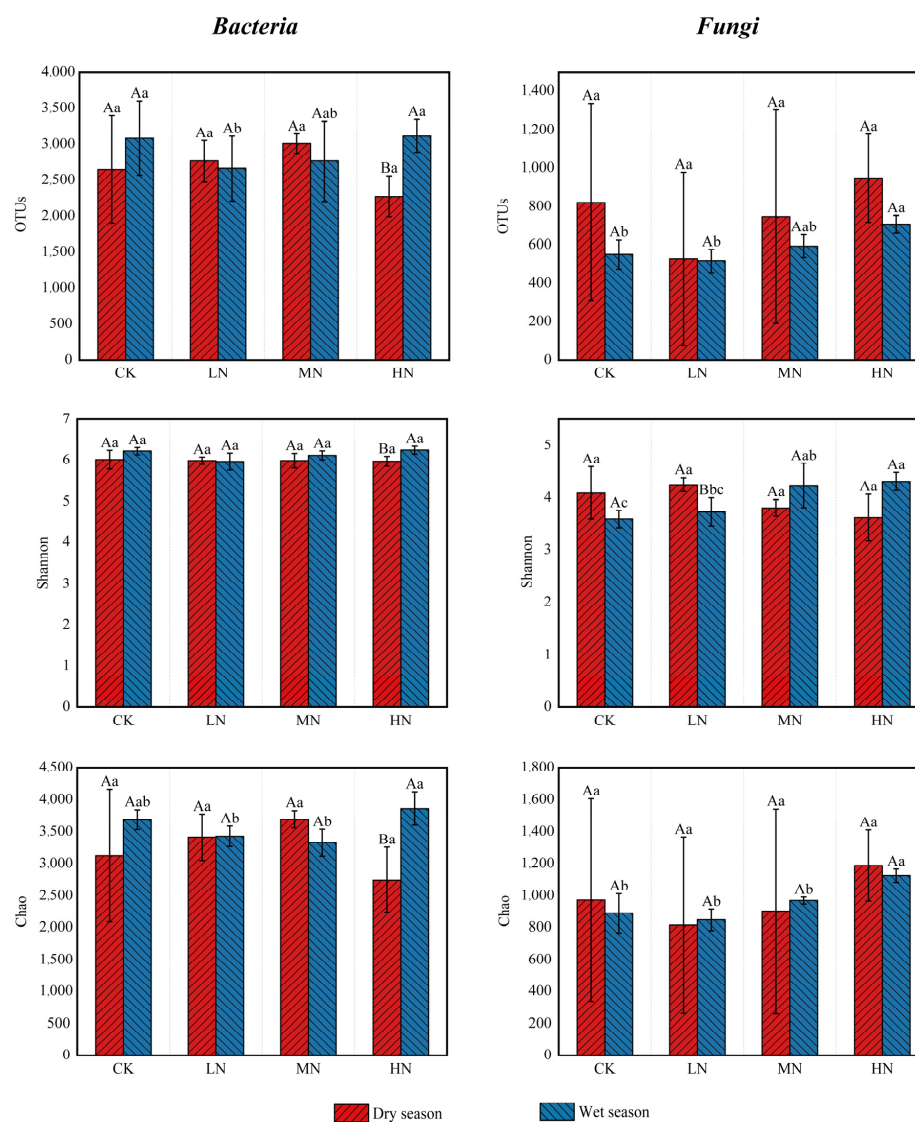 Bacteria
Fungi
4,000
3,500
3,000
2,500
2,000
1,500
1,000
500
0
OTUs
Aa Aa Aa Ab Aa Aab Ba Aa
CK LN MN HN
1,400
1,200
1,000
800
600
400
200
0
OTUs
Aa Ab Aa Ab Aa Aab Aa Aa
CK LN MN HN
7
6
5
4
3
2
1
0
Shannon
Aa Aa Aa Aa Aa Aa Ba Aa
CK LN MN HN
5
4
3
2
1
0
Shannon
Aa Ac Aa Bbc Aa Aab Aa Aa
CK LN MN HN
4,500
4,000
3,500
3,000
2,500
2,000
1,500
1,000
500
0
Chao
Aa Aab Aa Ab Aa Ab Ba Aa
CK LN MN HN
1,800
1,600
1,400
1,200
1,000
800
600
400
200
0
Chao
Aa Ab Aa Ab Aa Ab Aa Aa
CK LN MN HN
Dry season Wet season